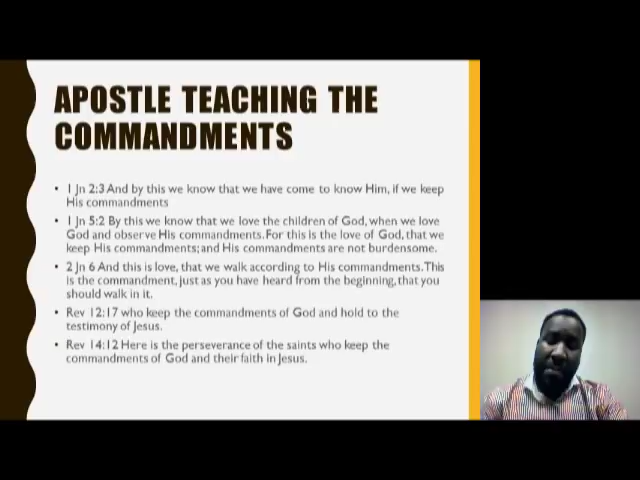 APOSTLE TEACHING THE
COMMANDMENTS
• 1 Jn 2:3 And by this we know that we have come to know Him, if we keep
His commandments
• 1 Jn 5:2 By this we know that we love the children of God, when we love
God and observe His commandments. For this is the love of God, that we
keep His commandments; and His commandments are not burdensome.
• 2 Jn 6 And this is love, that we walk according to His commandments. This
is the commandment, just as you have heard from the beginning, that you
should walk in it.
• Rev 12:17 who keep the commandments of God and hold to the
testimony of Jesus.
• Rev 14:12 Here is the perseverance of the saints who keep the
commandments of God and their faith in Jesus.